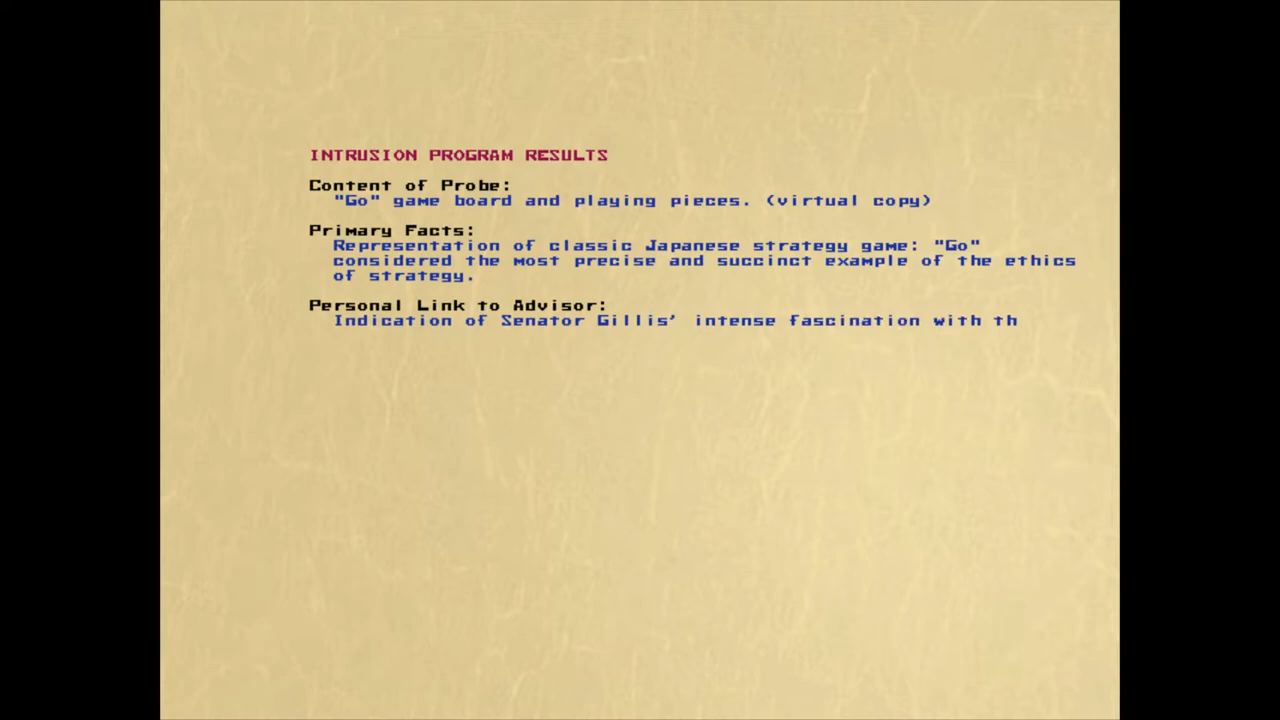 INTRUSION PROGRAM RESULTS
Content of Probe:
"Go" game board and playing pieces. (virtual copy)
Primary Facts:
Representation of classic Japanese strategy game: "Go"
considered the most precise and succinct example of the ethics
of strategy.
Personal Link to Advisor:
Indication of Senator Gillis' intense fascination with th